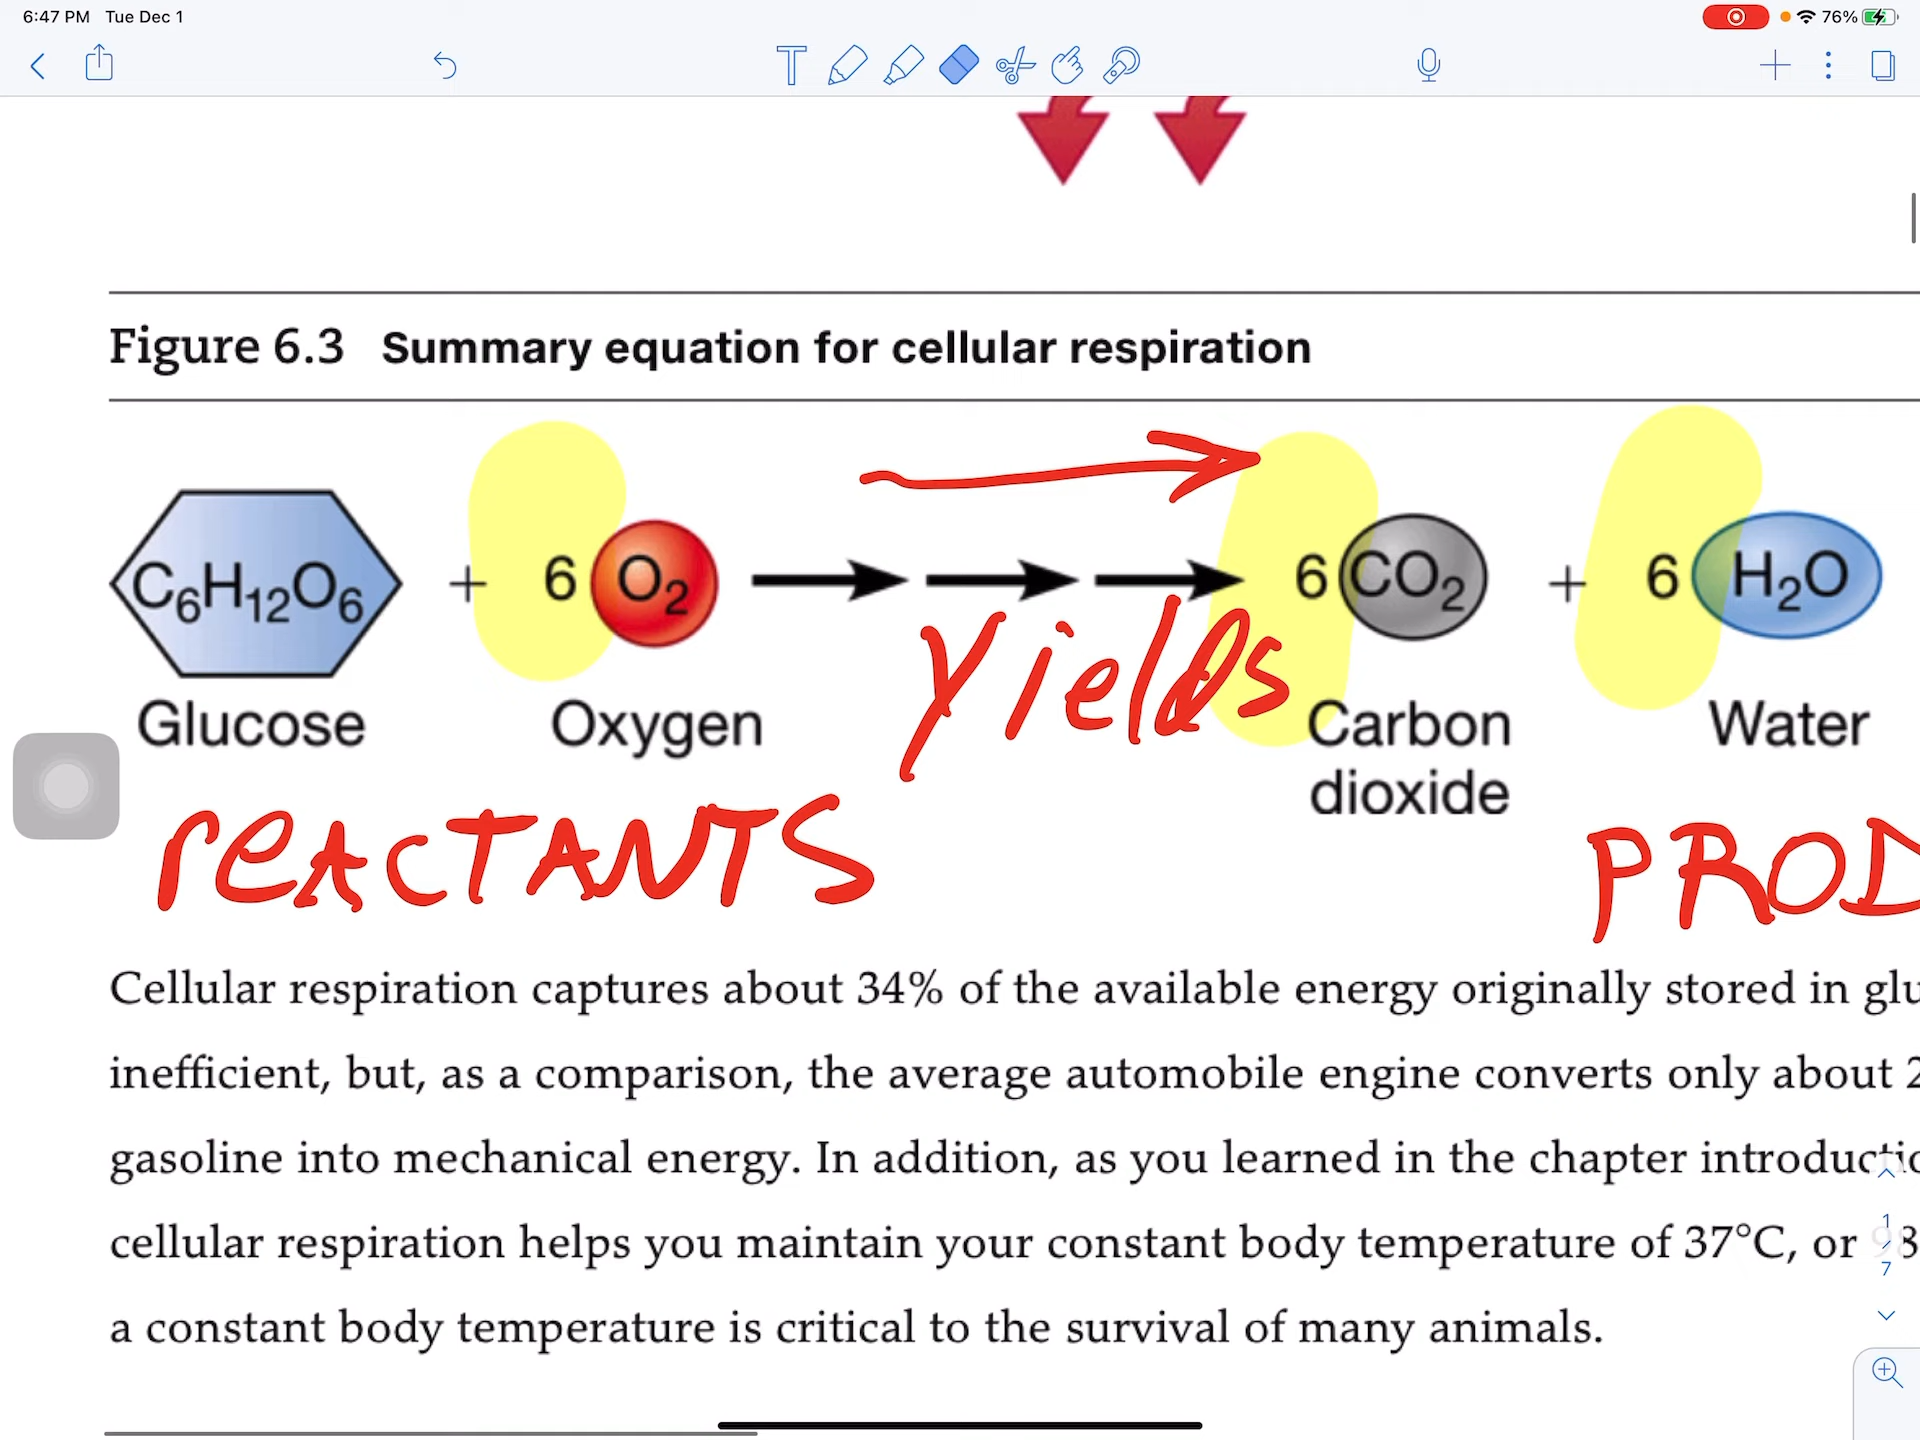 6:47 PM Tue Dec 1
76%
Figure 6.3 Summary equation for cellular respiration
C₆H₁₂O₆ + 6 O₂ 6 CO₂ + 6 H₂O
yields
Glucose Oxygen Carbon dioxide Water
reACTANTS PROD
Cellular respiration captures about 34% of the available energy originally stored in glu
inefficient, but, as a comparison, the average automobile engine converts only about 2
gasoline into mechanical energy. In addition, as you learned in the chapter introductio
cellular respiration helps you maintain your constant body temperature of 37°C, or 98
a constant body temperature is critical to the survival of many animals.
1
7